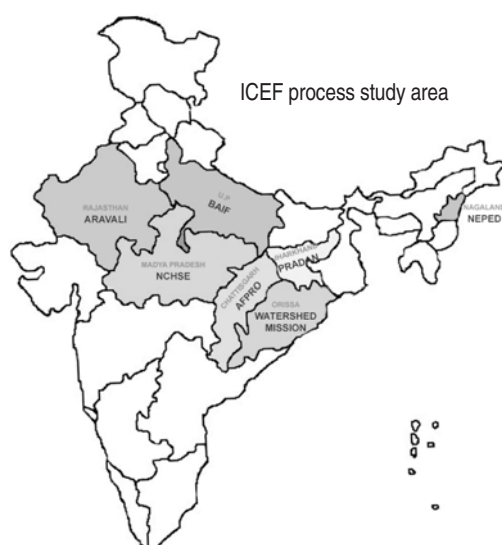 ICEF process study area
U.P.
BAIF
RAJASTHAN
ARAVALI
NAGALAND
NEPED
MADYA PRADESH
NCHSE
JHARKHAND
PRADAN
CHATTISGARH
AFPRO
ORISSA
WATERSHED
MISSION